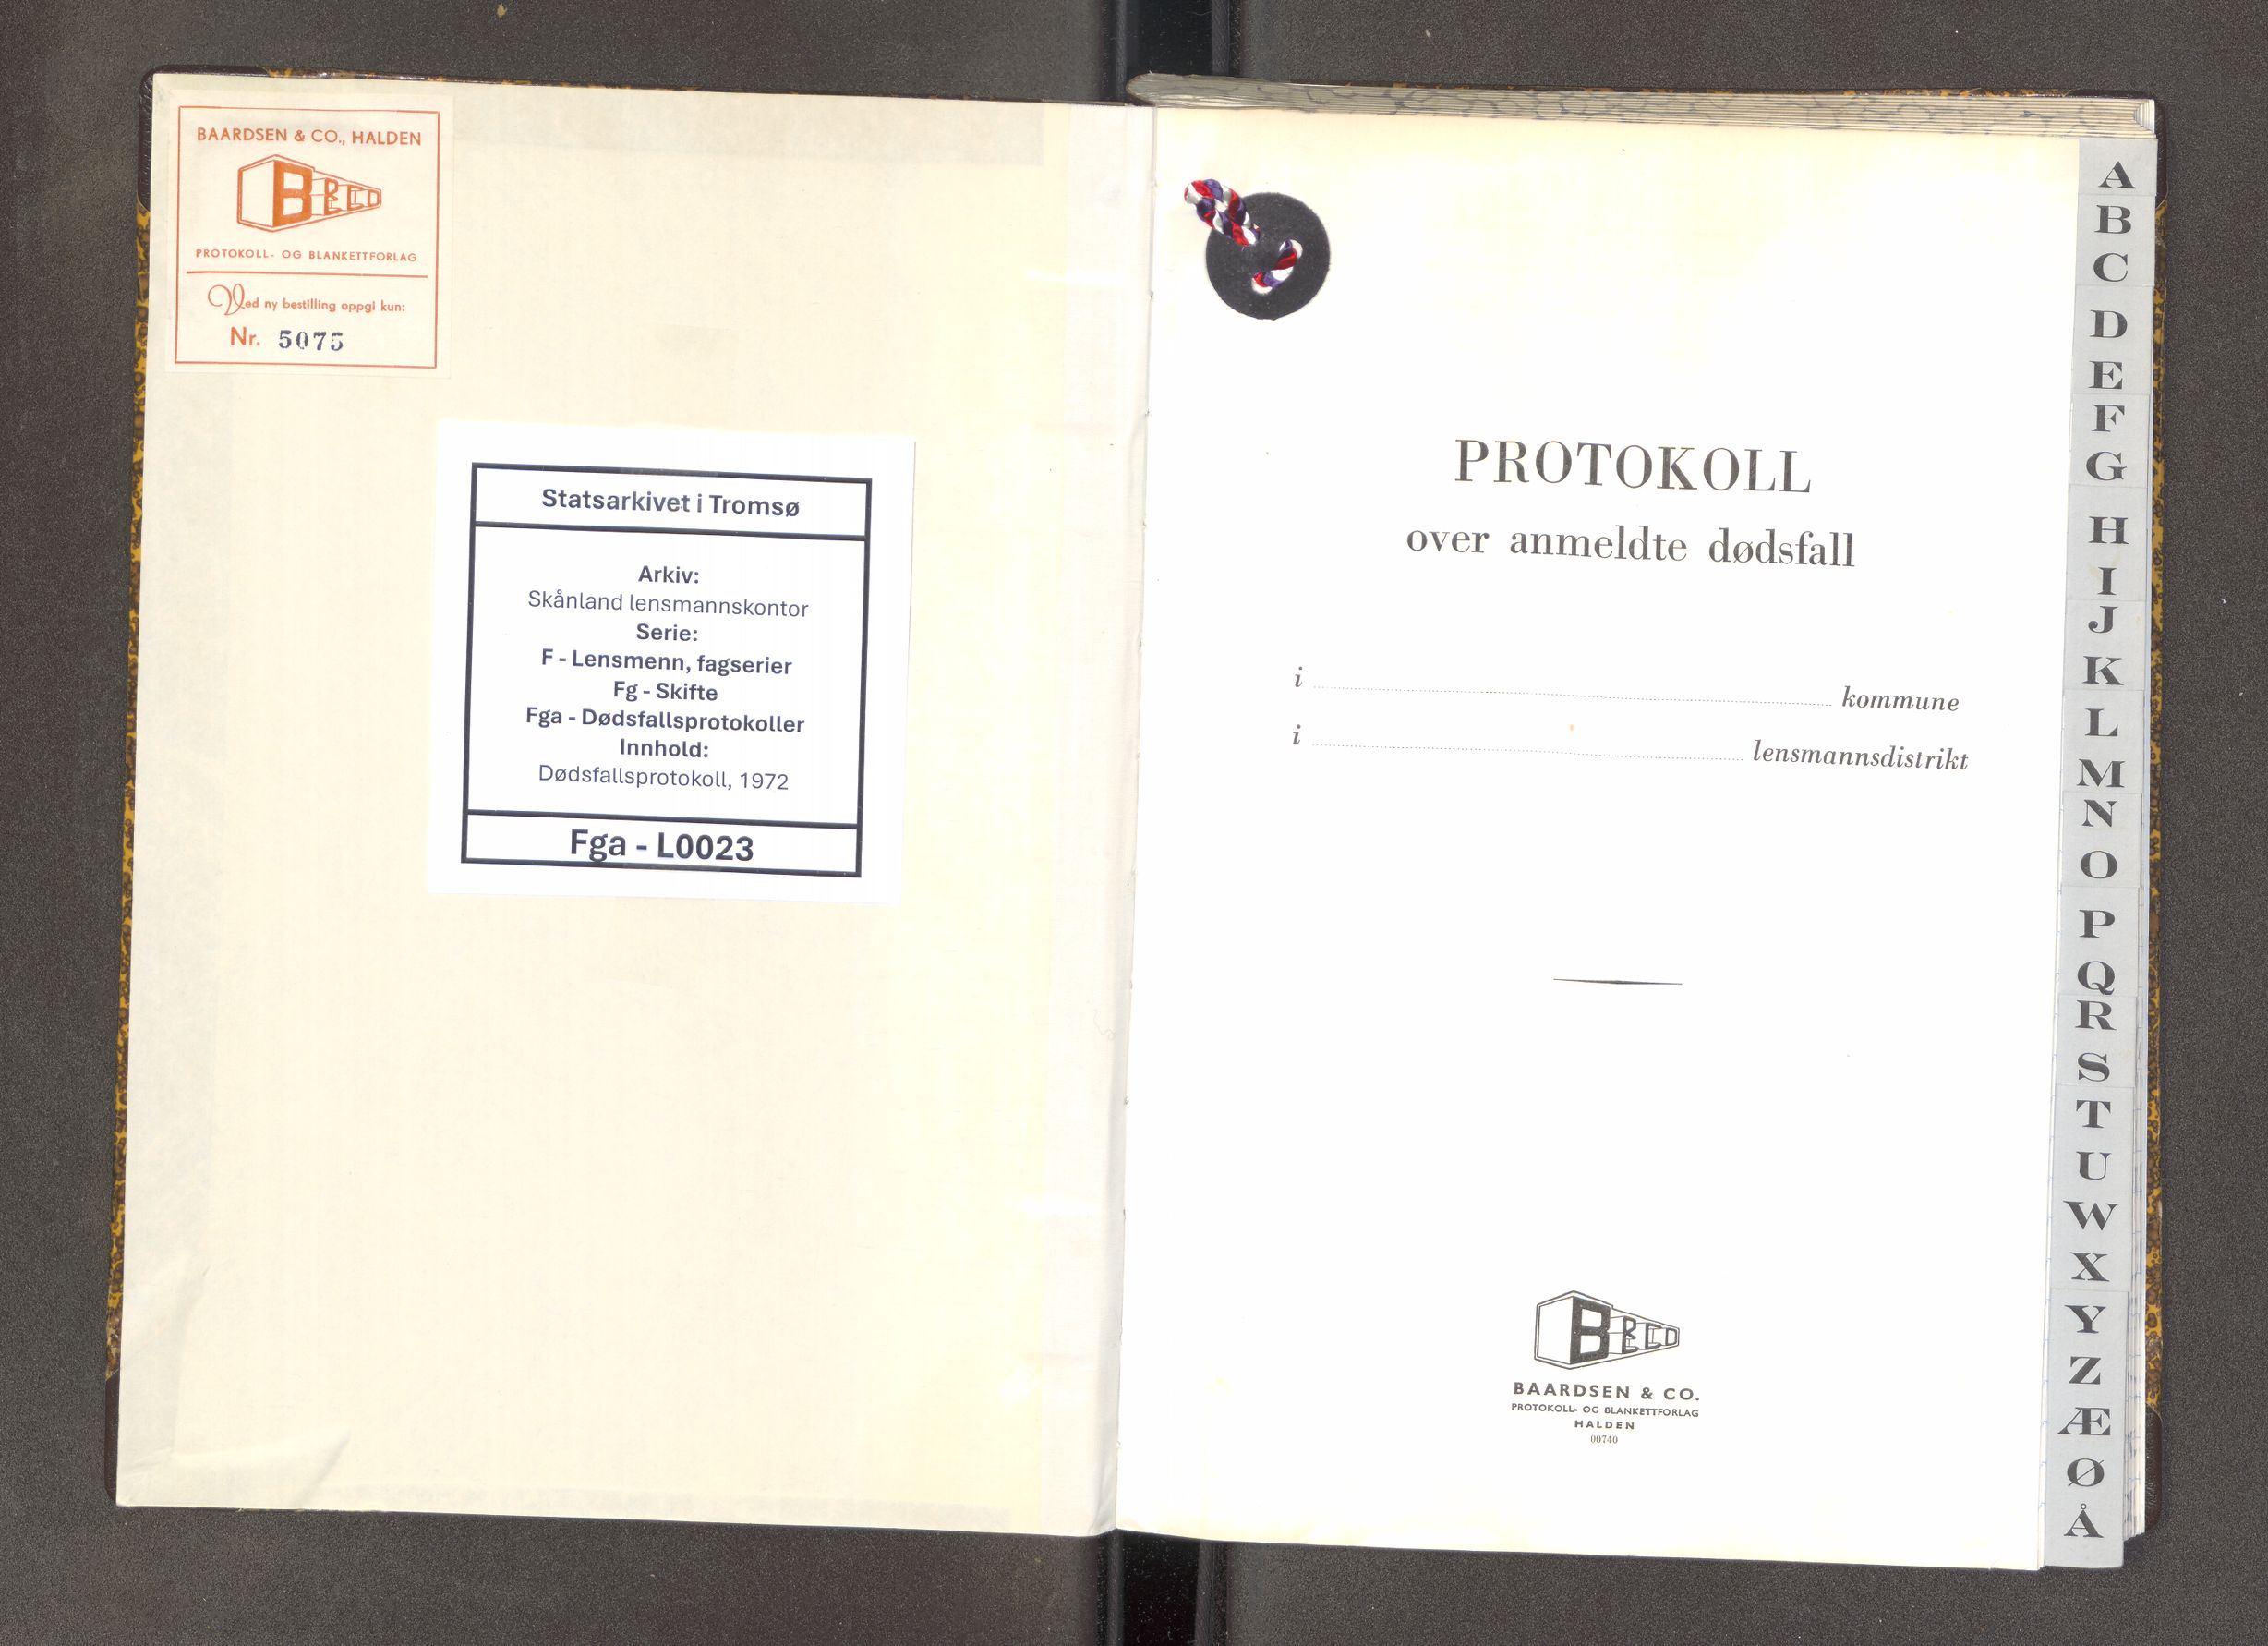 BAARDSEN & CO., HALDEN
BBECO
PROTOKOLL- OG BLANKETTFORLAG
Ved ny bestilling oppgi kun:
Nr. 5075
Statsarkivet i Tromsø
Arkiv:
Skånland lensmannskontor
Serie:
F - Lensmenn, fagserier
Fg - Skifte
Fga - Dødsfallsprotokoller
Innhold:
Dødsfallsprotokoll, 1972
Fga - L0023
PROTOKOLL
over anmeldte dødsfall
i kommune
i lensmannsdistrikt
BAARDSEN & CO.
PROTOKOLL- OG BLANKETTFORLAG
HALDEN
00740
A
B
C
D
E
F
G
H
I
J
K
L
M
N
O
P
Q
R
S
T
U
W
X
Y
Z
Æ
Ø
Å